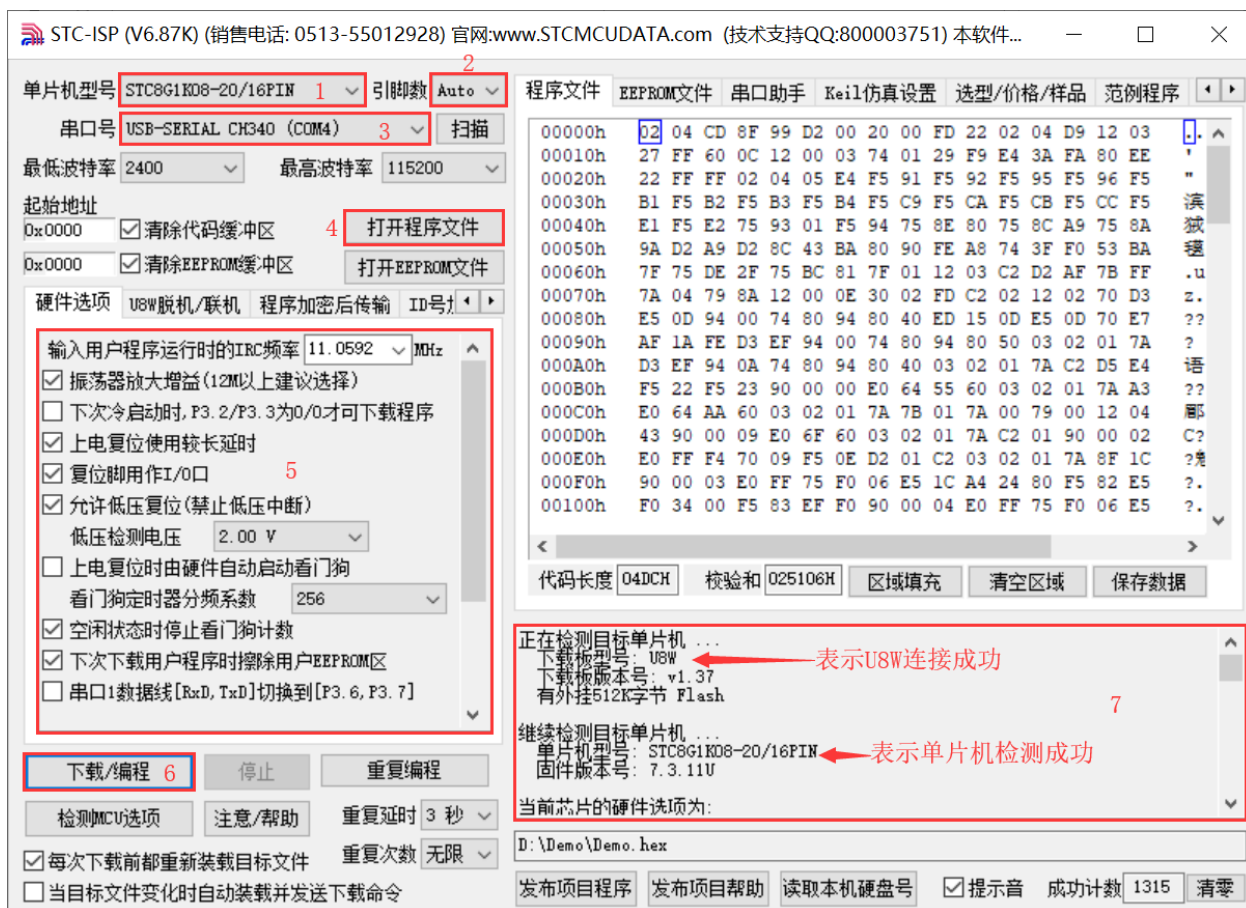 STC-ISP (V6.87K) (销售电话: 0513-55012928) 官网:www.STCMCUDATA.com (技术支持QQ:800003751) 本软件...
2
单片机型号 STC8G1K08-20/16PIN 1 引脚数 Auto
串口号 USB-SERIAL CH340 (COM4) 3 扫描
最低波特率 2400 最高波特率 115200
起始地址
0x0000 清除代码缓冲区 4 打开程序文件
0x0000 清除EEPROM缓冲区 打开EEPROM文件
硬件选项 U8W脱机/联机 程序加密后传输 ID号
输入用户程序运行时的IRC频率 11.0592 MHz
振荡器放大增益(12M以上建议选择)
下次冷启动时,P3.2/P3.3为0/0才可下载程序
上电复位使用较长延时
复位脚用作I/O口 5
允许低压复位(禁止低压中断)
低压检测电压 2.00 V
上电复位时由硬件自动启动看门狗
看门狗定时器分频系数 256
空闲状态时停止看门狗计数
下次下载用户程序时擦除用户EEPROM区
串口1数据线[RxD,TxD]切换到[P3.6,P3.7]
下载/编程 6 停止 重复编程
检测MCU选项 注意/帮助 重复延时 3 秒
每次下载前都重新装载目标文件 重复次数 无限
当目标文件变化时自动装载并发送下载命令
程序文件 EEPROM文件 串口助手 Keil仿真设置 选型/价格/样品 范例程序
00000h 02 04 CD 8F 99 D2 00 20 00 FD 22 02 04 D9 12 03 ..
00010h 27 FF 60 0C 12 00 03 74 01 29 F9 E4 3A FA 80 EE '
00020h 22 FF FF 02 04 05 E4 F5 91 F5 92 F5 95 F5 96 F5 "
00030h B1 F5 B2 F5 B3 F5 B4 F5 C9 F5 CA F5 CB F5 CC F5
00040h E1 F5 E2 75 93 01 F5 94 75 8E 80 75 8C A9 75 8A
00050h 9A D2 A9 D2 8C 43 BA 80 90 FE A8 74 3F F0 53 BA
00060h 7F 75 DE 2F 75 BC 81 7F 01 12 03 C2 D2 AF 7B FF .u
00070h 7A 04 79 8A 12 00 0E 30 02 FD C2 02 12 02 70 D3 z.
00080h E5 0D 94 00 74 80 94 80 40 ED 15 0D E5 0D 70 E7 ??
00090h AF 1A FE D3 EF 94 00 74 80 94 80 50 03 02 01 7A ?
000A0h D3 EF 94 0A 74 80 94 80 40 03 02 01 7A C2 D5 E4 语
000B0h F5 22 F5 23 90 00 00 E0 64 55 60 03 02 01 7A A3 ??
000C0h E0 64 AA 60 03 02 01 7A 7B 01 7A 00 79 00 12 04
000D0h 43 90 00 09 E0 6F 60 03 02 01 7A C2 01 90 00 02 C?
000E0h E0 FF F4 70 09 F5 0E D2 01 C2 03 02 01 7A 8F 1C
000F0h 90 00 03 E0 FF 75 F0 06 E5 1C A4 24 80 F5 82 E5 ?.
00100h F0 34 00 F5 83 EF F0 90 00 04 E0 FF 75 F0 06 E5 ?.
代码长度 04DCH 校验和 025106H 区域填充 清空区域 保存数据
正在检测目标单片机 ...
下载板型号: U8W 表示U8W连接成功
下载板版本号: v1.37
有外挂512K字节 Flash 7
继续检测目标单片机 ...
单片机型号: STC8G1K08-20/16PIN 表示单片机检测成功
固件版本号: 7.3.11U
当前芯片的硬件选项为:
D:\Demo\Demo.hex
发布项目程序 发布项目帮助 读取本机硬盘号 提示音 成功计数 1315 清零